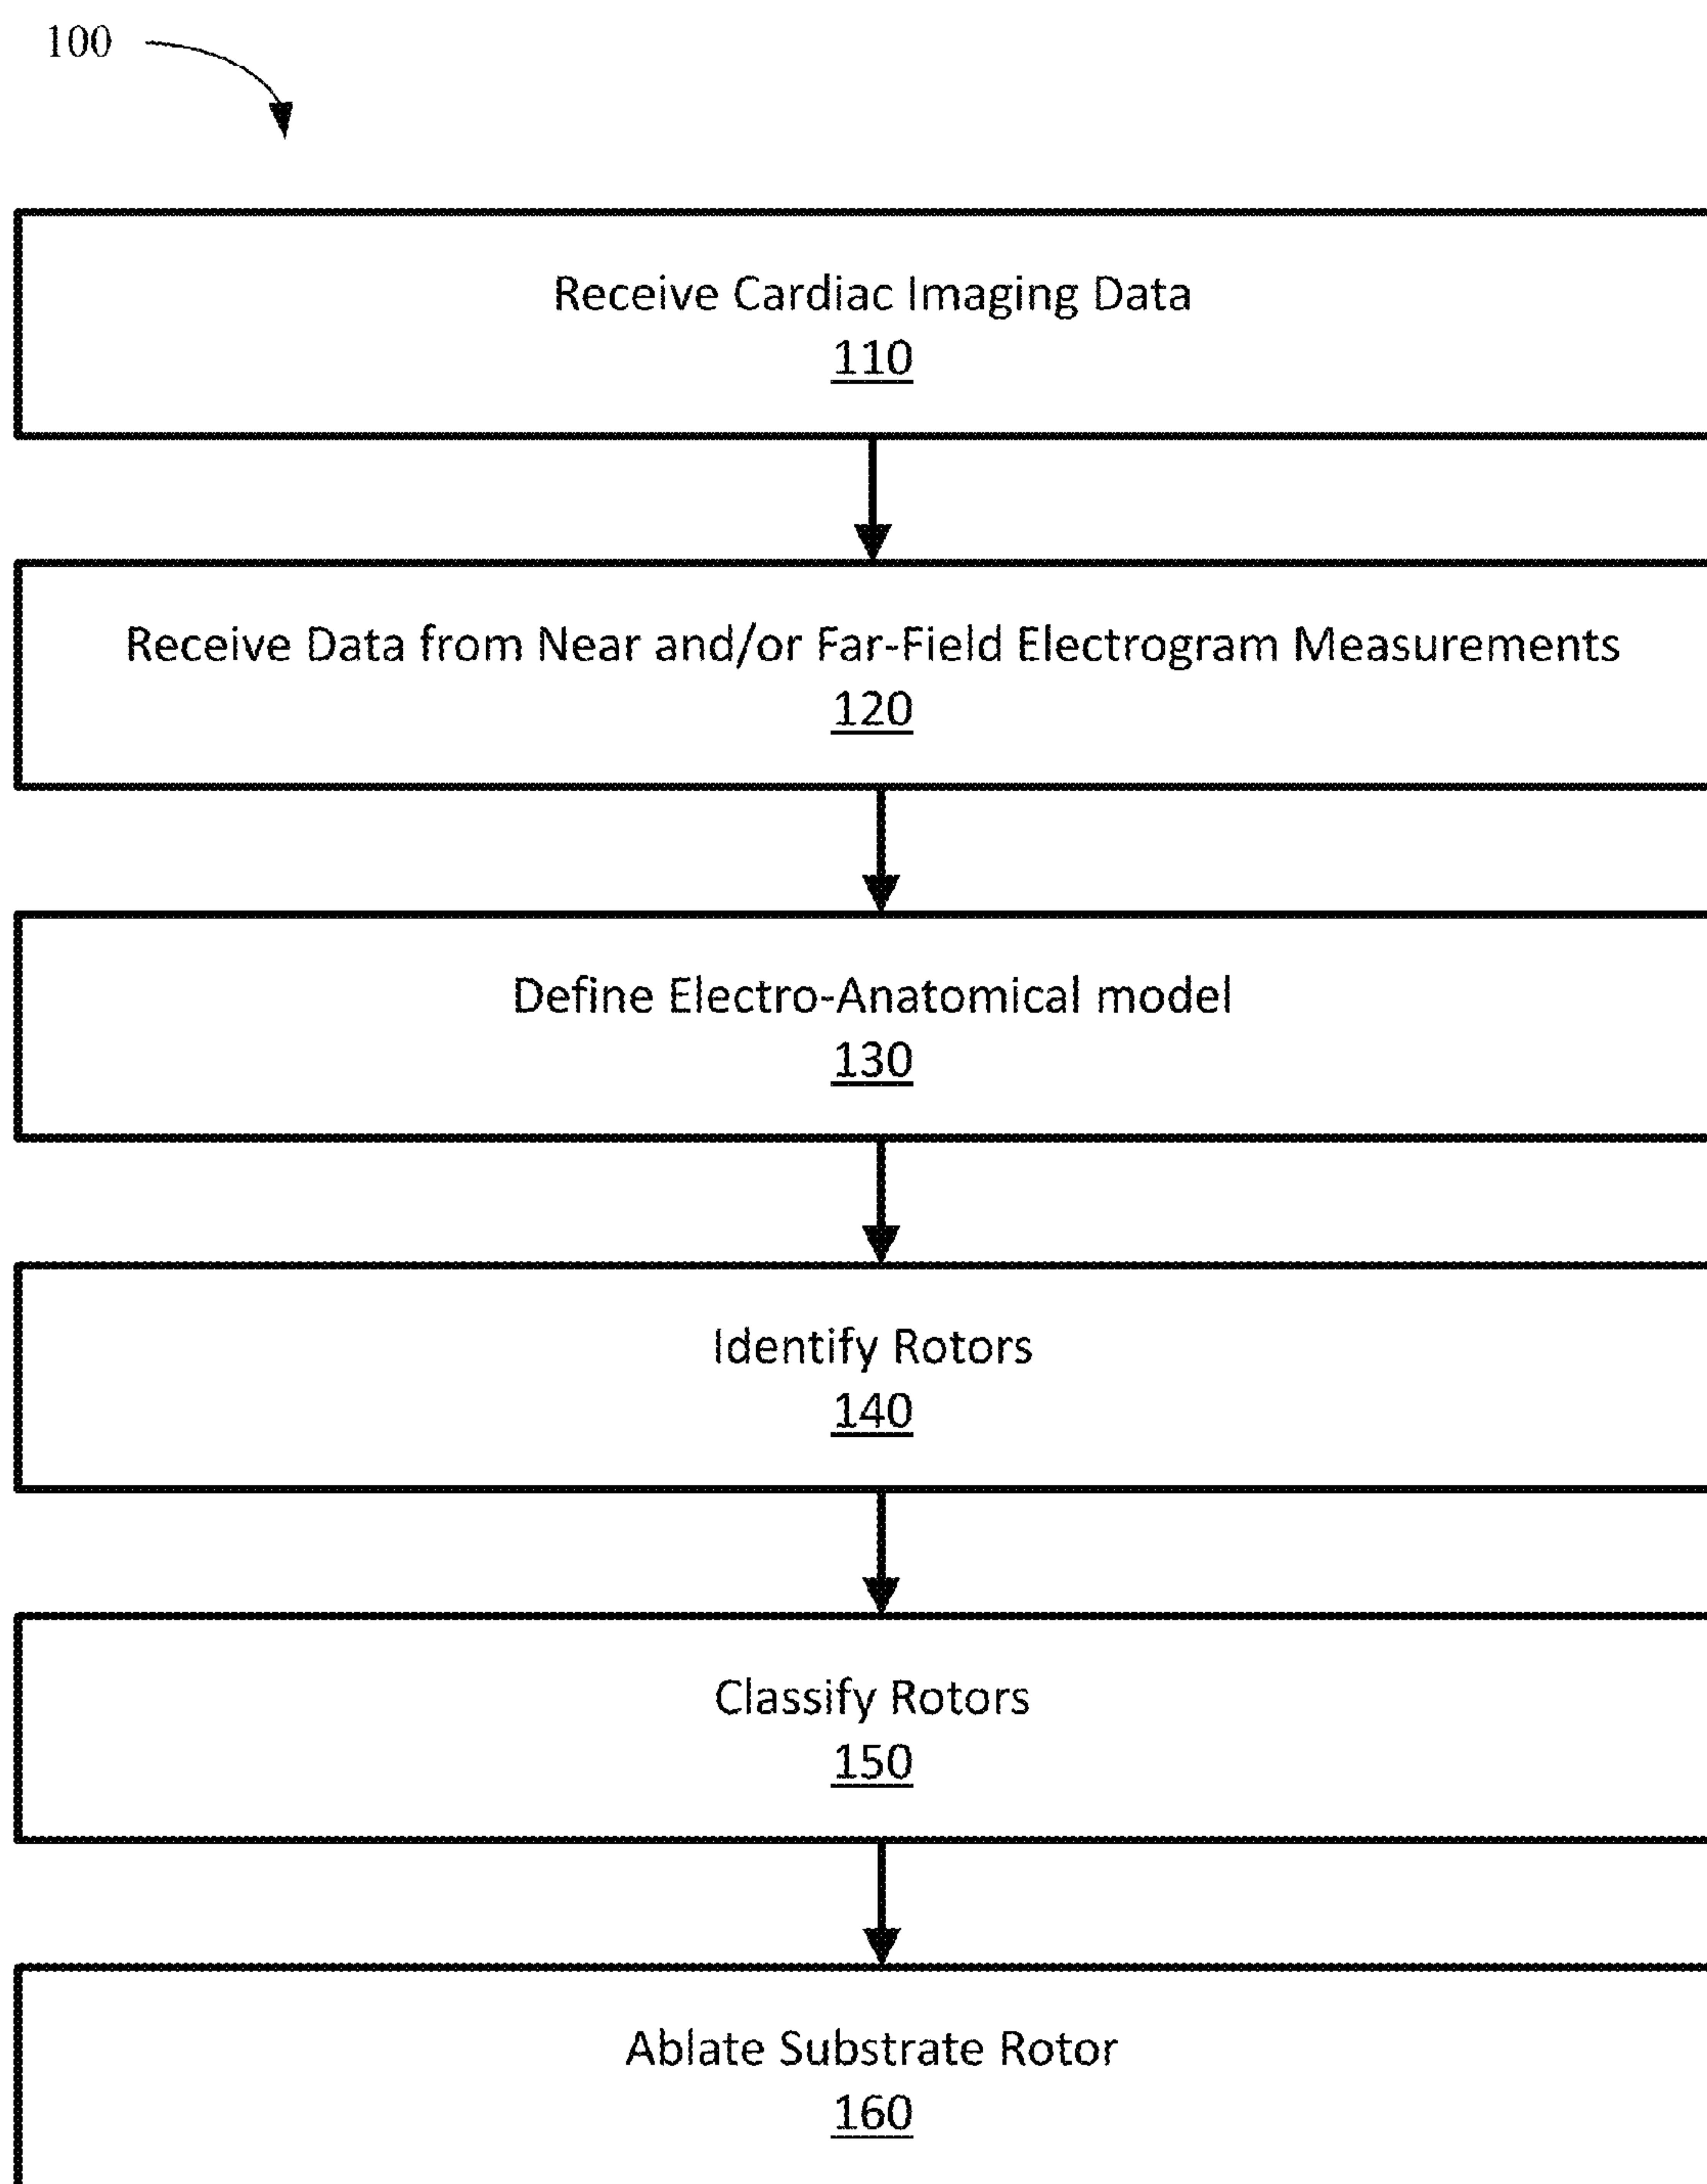 100
Receive Cardiac Imaging Data
110
Receive Data from Near and/or Far-Field Electrogram Measurements
120
Define Electro-Anatomical model
130
Identify Rotors
140
Classify Rotors
150
Ablate Substrate Rotor
160